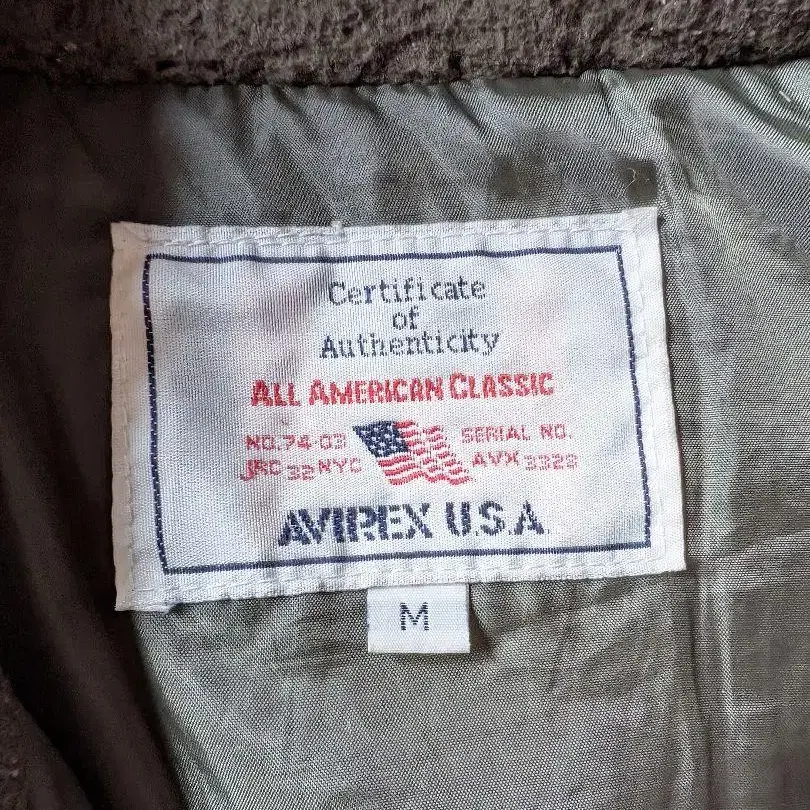 Certificate
of
Authenticity
ALL AMERICAN CLASSIC
NO.74-03 SERIAL NO.
JRC 32 NYC AVX 3328
AVIREX U.S.A.
M